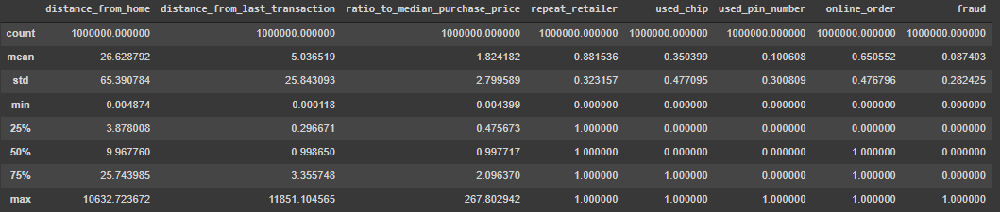 distance_from_home distance_from_last_transaction ratio_to_median_purchase_price repeat_retailer used_chip used_pin_number online_order fraud
count 1000000.000000 1000000.000000 1000000.000000 1000000.000000 1000000.000000 1000000.000000 1000000.000000 1000000.000000
mean 26.628792 5.036519 1.824182 0.881536 0.350399 0.100608 0.650552 0.087403
std 65.390784 25.843093 2.799589 0.323157 0.477095 0.300809 0.476796 0.282425
min 0.004874 0.000118 0.004399 0.000000 0.000000 0.000000 0.000000 0.000000
25% 3.878008 0.296671 0.475673 1.000000 0.000000 0.000000 0.000000 0.000000
50% 9.967760 0.998650 0.997717 1.000000 0.000000 0.000000 1.000000 0.000000
75% 25.743985 3.355748 2.096370 1.000000 1.000000 0.000000 1.000000 0.000000
max 10632.723672 11851.104565 267.802942 1.000000 1.000000 1.000000 1.000000 1.000000